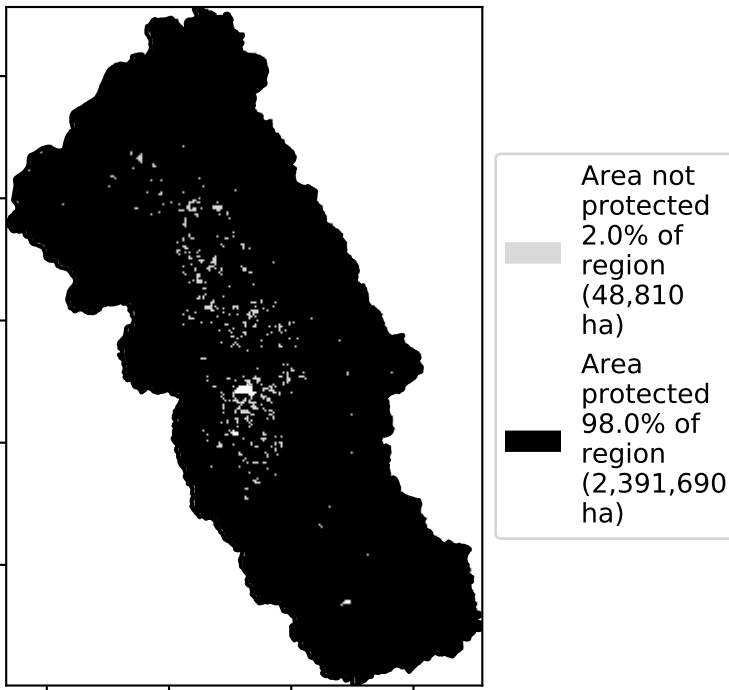 Area not
protected
2.0% of
region
(48,810
ha)
Area
protected
98.0% of
region
(2,391,690
ha)